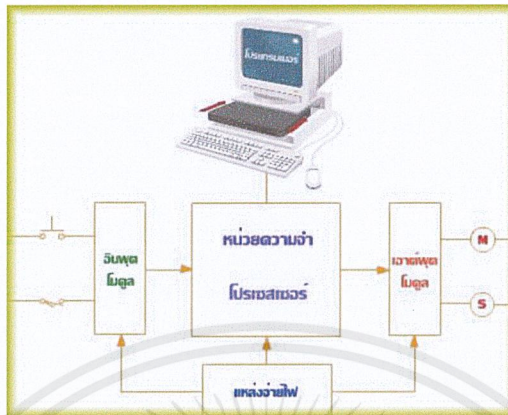 โปรแกรมเมอร์
อินพุต
โมดูล
หน่วยความจำ
โปรเซสเซอร์
เอาต์พุต
โมดูล
M
S
แหล่งจ่ายไฟ